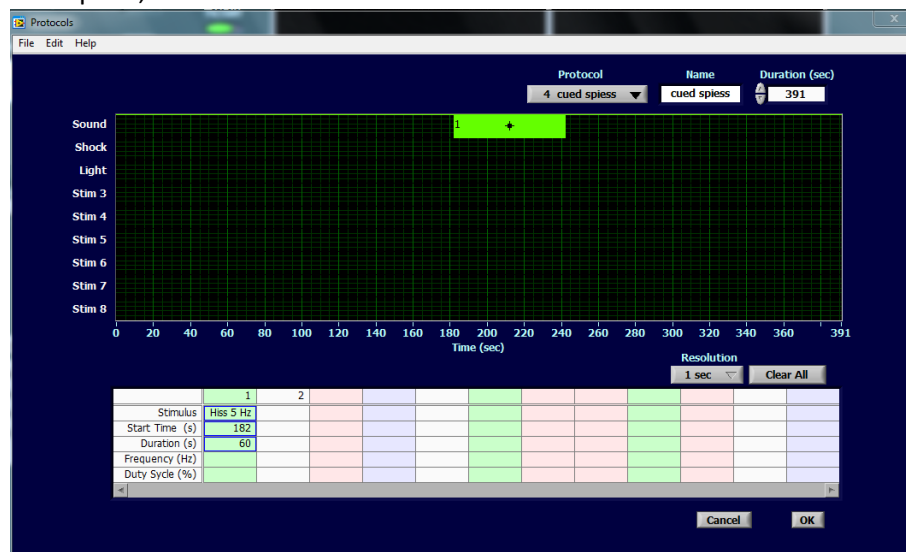 Protocols X
File Edit Help
Protocol Name Duration (sec)
4 cued spiess cued spiess 391
Sound 1
Shock
Light
Stim 3
Stim 4
Stim 5
Stim 6
Stim 7
Stim 8
0 20 40 60 80 100 120 140 160 180 200 220 240 260 280 300 320 340 360 391
Time (sec)
Resolution
1 sec Clear All
1 2
Stimulus Hiss 5 Hz
Start Time (s) 182
Duration (s) 60
Frequency (Hz)
Duty Sycle (%)
Cancel OK